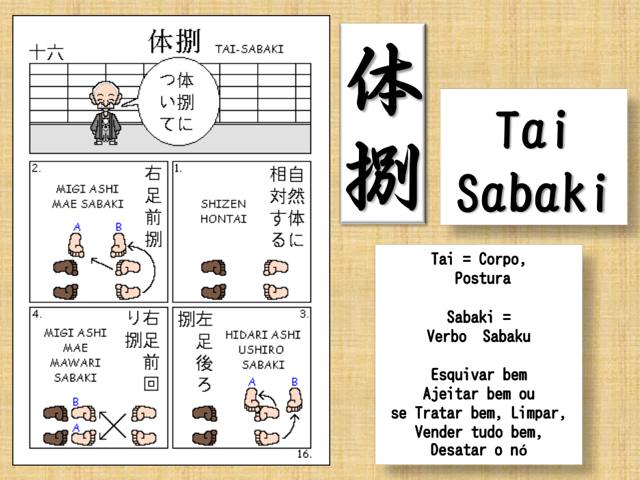 十六
体捌
TAI-SABAKI
体捌に
ついて
2.
MIGI ASHI
MAE SABAKI
右足前捌
A
B
1.
SHIZEN
HONTAI
自然体に
相対する
4.
MIGI ASHI
MAE
MAWARI
SABAKI
右足前回
り捌
B
A
3.
左足後ろ
捌
HIDARI ASHI
USHIRO
SABAKI
A
B
16.
体捌
Tai
Sabaki
Tai = Corpo,
Postura
Sabaki =
Verbo Sabaku
Esquivar bem
Ajeitar bem ou
se Tratar bem, Limpar,
Vender tudo bem,
Desatar o nó